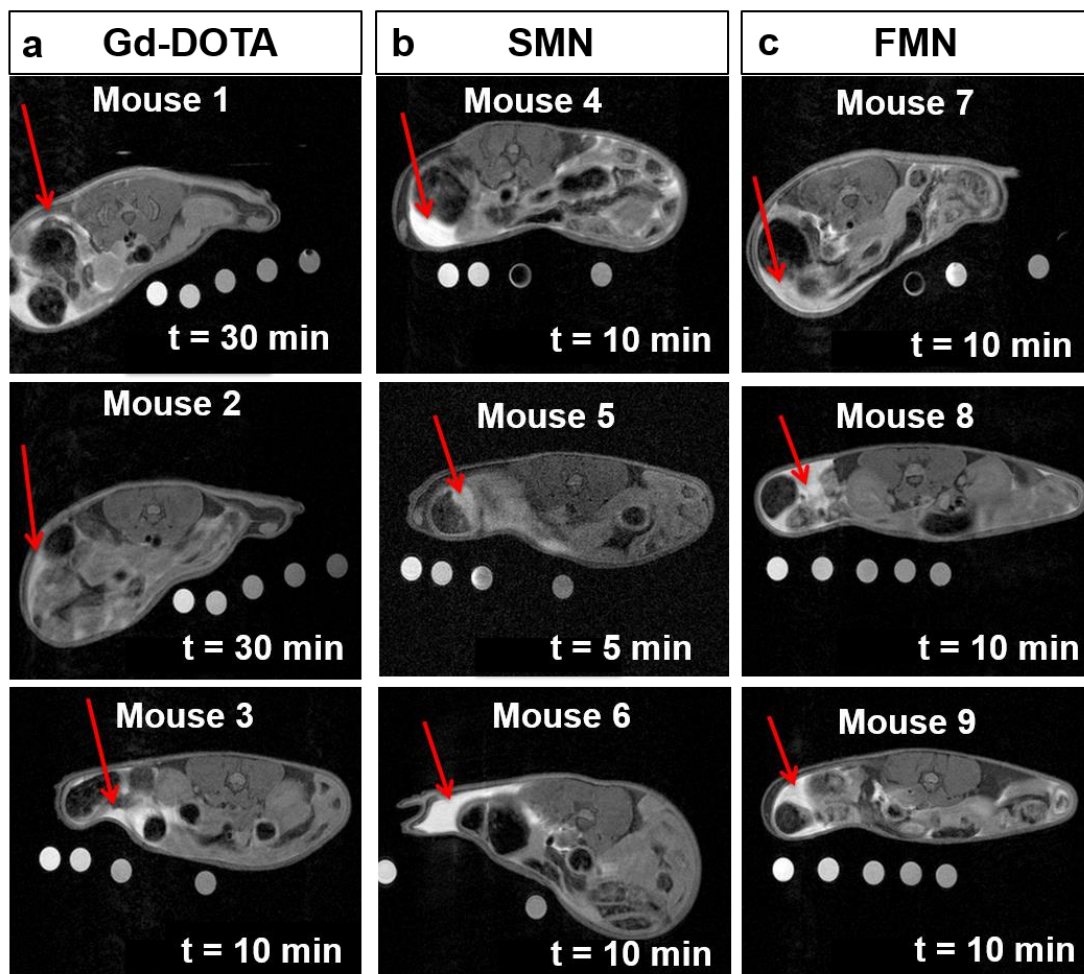 a Gd-DOTA
b SMN
c FMN
Mouse 1
t = 30 min
Mouse 4
t = 10 min
Mouse 7
t = 10 min
Mouse 2
t = 30 min
Mouse 5
t = 5 min
Mouse 8
t = 10 min
Mouse 3
t = 10 min
Mouse 6
t = 10 min
Mouse 9
t = 10 min